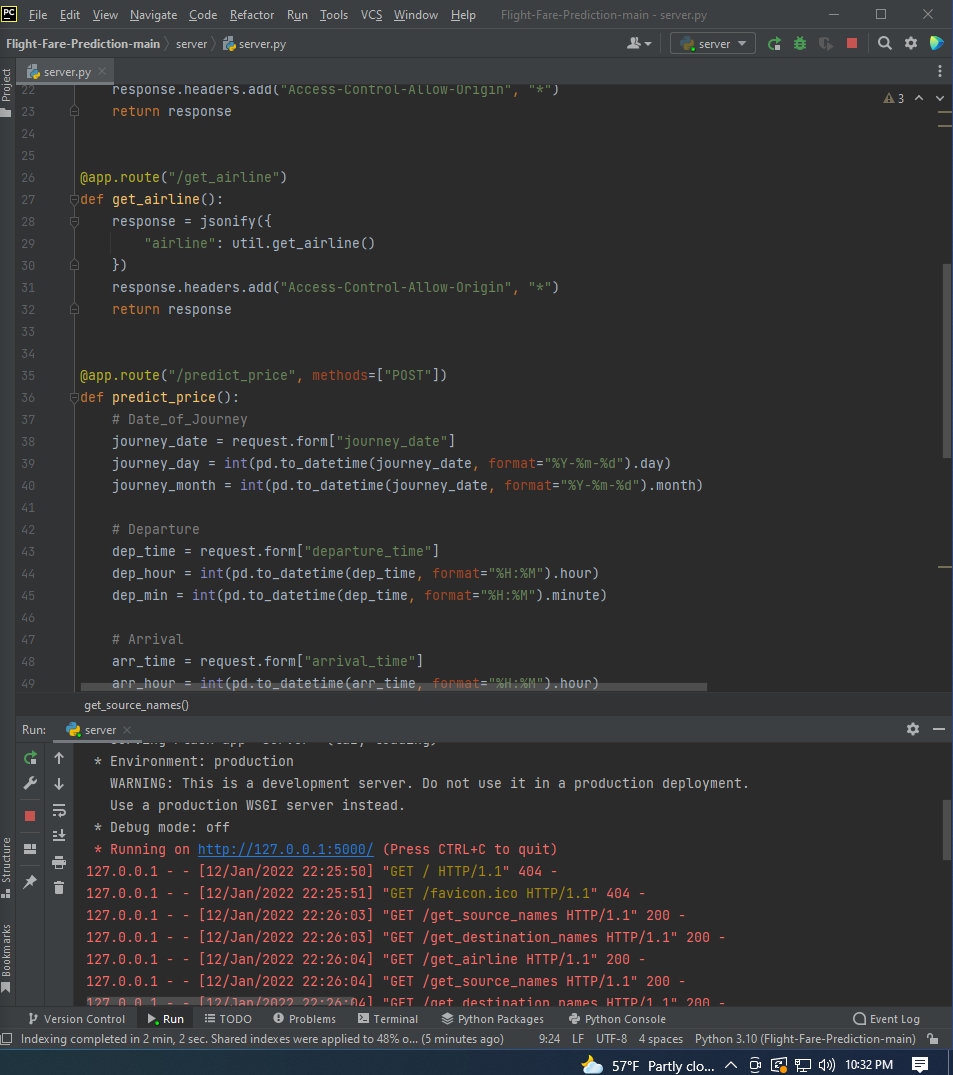 PC File Edit View Navigate Code Refactor Run Tools VCS Window Help Flight-Fare-Prediction-main - server.py
Flight-Fare-Prediction-main server server.py server
Project
server.py
22 response.headers.add("Access-Control-Allow-Origin", "*")
3
23 return response
24
25
26 @app.route("/get_airline")
27 def get_airline():
28 response = jsonify({
29 "airline": util.get_airline()
30 })
31 response.headers.add("Access-Control-Allow-Origin", "*")
32 return response
33
34
35 @app.route("/predict_price", methods=["POST"])
36 def predict_price():
37 # Date_of_Journey
38 journey_date = request.form["journey_date"]
39 journey_day = int(pd.to_datetime(journey_date, format="%Y-%m-%d").day)
40 journey_month = int(pd.to_datetime(journey_date, format="%Y-%m-%d").month)
41
42 # Departure
43 dep_time = request.form["departure_time"]
44 dep_hour = int(pd.to_datetime(dep_time, format="%H:%M").hour)
45 dep_min = int(pd.to_datetime(dep_time, format="%H:%M").minute)
46
47 # Arrival
48 arr_time = request.form["arrival_time"]
49 arr_hour = int(pd.to_datetime(arr_time, format="%H:%M").hour)
get_source_names()
Run: server
* Environment: production
WARNING: This is a development server. Do not use it in a production deployment.
Use a production WSGI server instead.
* Debug mode: off
* Running on http://127.0.0.1:5000/ (Press CTRL+C to quit)
127.0.0.1 - - [12/Jan/2022 22:25:50] "GET / HTTP/1.1" 404 -
127.0.0.1 - - [12/Jan/2022 22:25:51] "GET /favicon.ico HTTP/1.1" 404 -
127.0.0.1 - - [12/Jan/2022 22:26:03] "GET /get_source_names HTTP/1.1" 200 -
127.0.0.1 - - [12/Jan/2022 22:26:03] "GET /get_destination_names HTTP/1.1" 200 -
127.0.0.1 - - [12/Jan/2022 22:26:04] "GET /get_airline HTTP/1.1" 200 -
127.0.0.1 - - [12/Jan/2022 22:26:04] "GET /get_source_names HTTP/1.1" 200 -
127.0.0.1 - - [12/Jan/2022 22:26:04] "GET /get_destination_names HTTP/1.1" 200 -
Structure
Bookmarks
Version Control Run TODO Problems Terminal Python Packages Python Console Event Log
Indexing completed in 2 min, 2 sec. Shared indexes were applied to 48% o... (5 minutes ago) 9:24 LF UTF-8 4 spaces Python 3.10 (Flight-Fare-Prediction-main)
57°F Partly clo... 10:32 PM